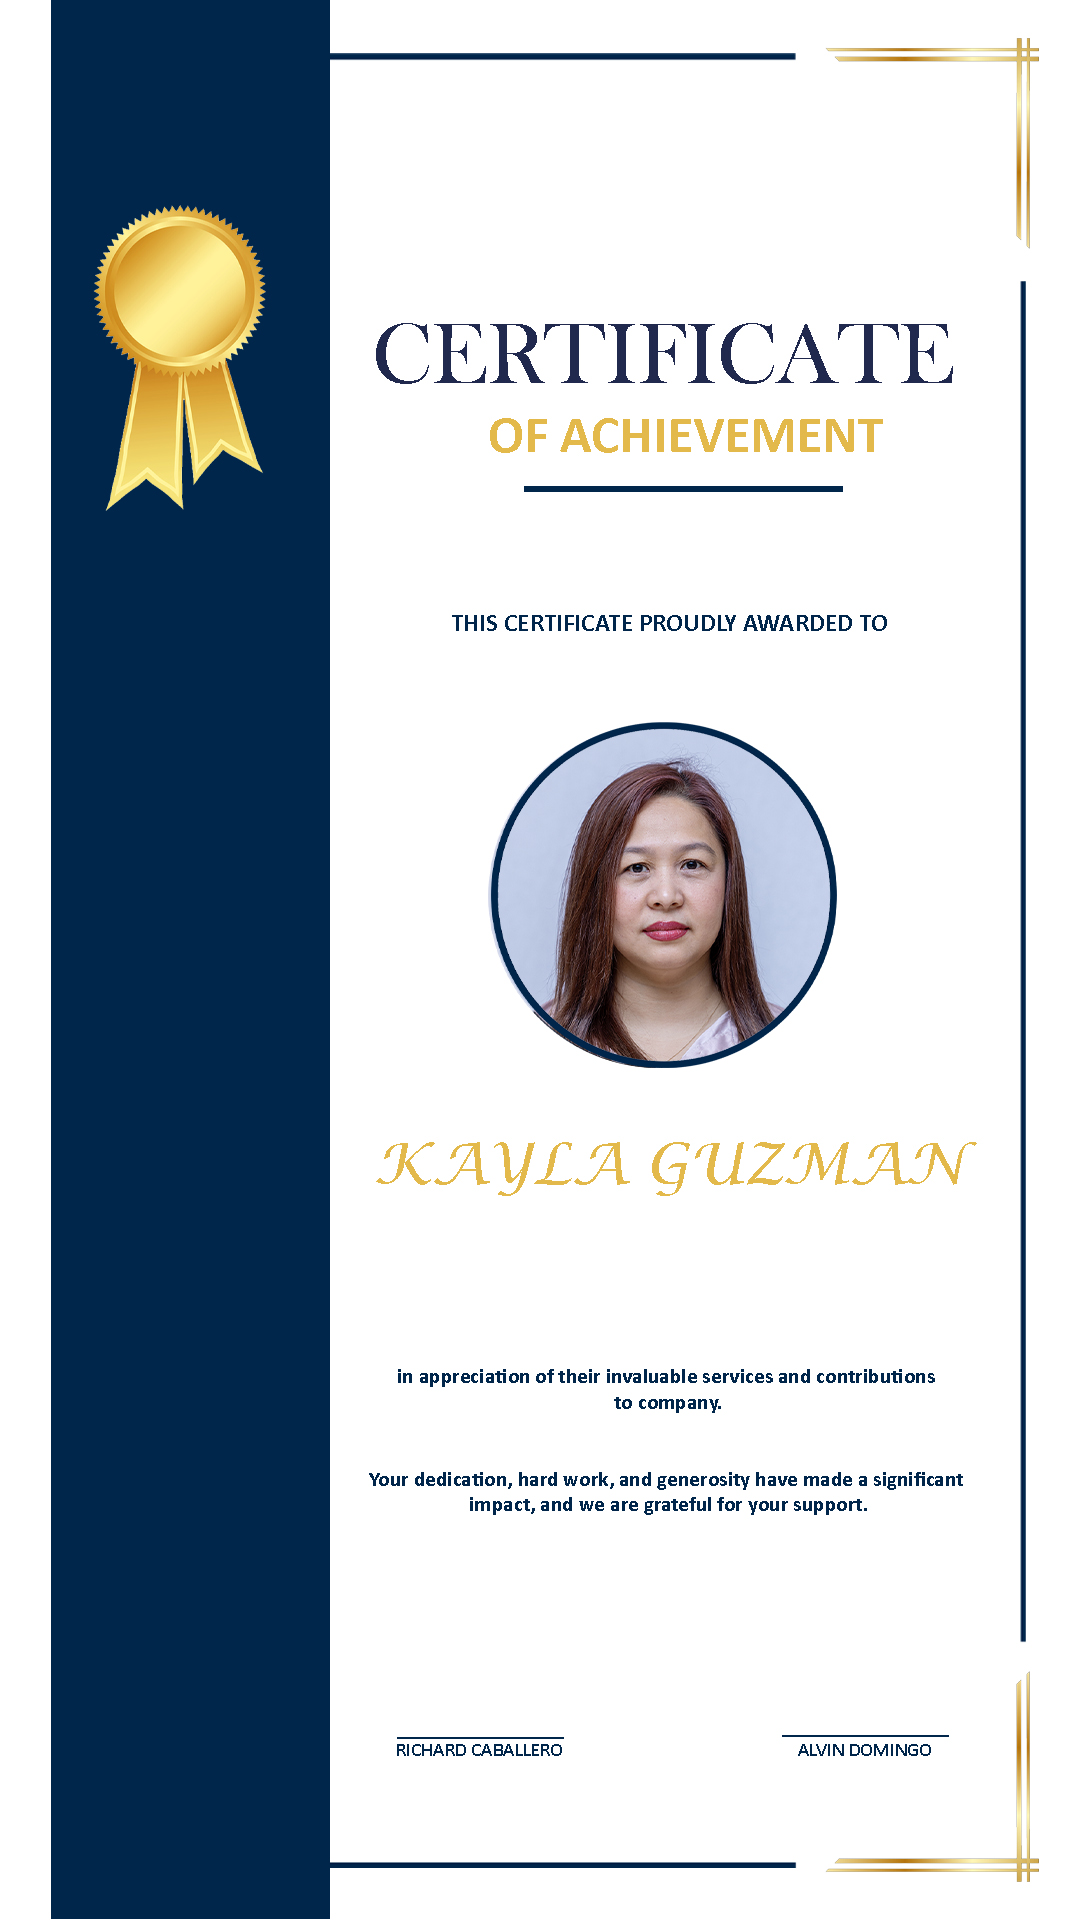 CERTIFICATE
OF ACHIEVEMENT
THIS CERTIFICATE PROUDLY AWARDED TO
KAYLA GUZMAN
in appreciation of their invaluable services and contributions
to company.
Your dedication, hard work, and generosity have made a significant
impact, and we are grateful for your support.
RICHARD CABALLERO
ALVIN DOMINGO